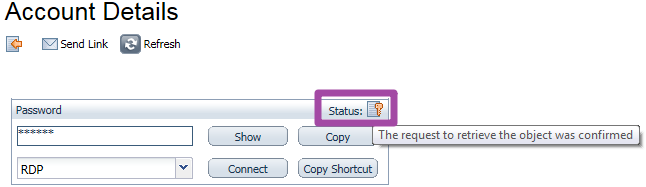 Account Details
Send Link Refresh
Password Status:
****** Show Copy
The request to retrieve the object was confirmed
RDP Connect Copy Shortcut